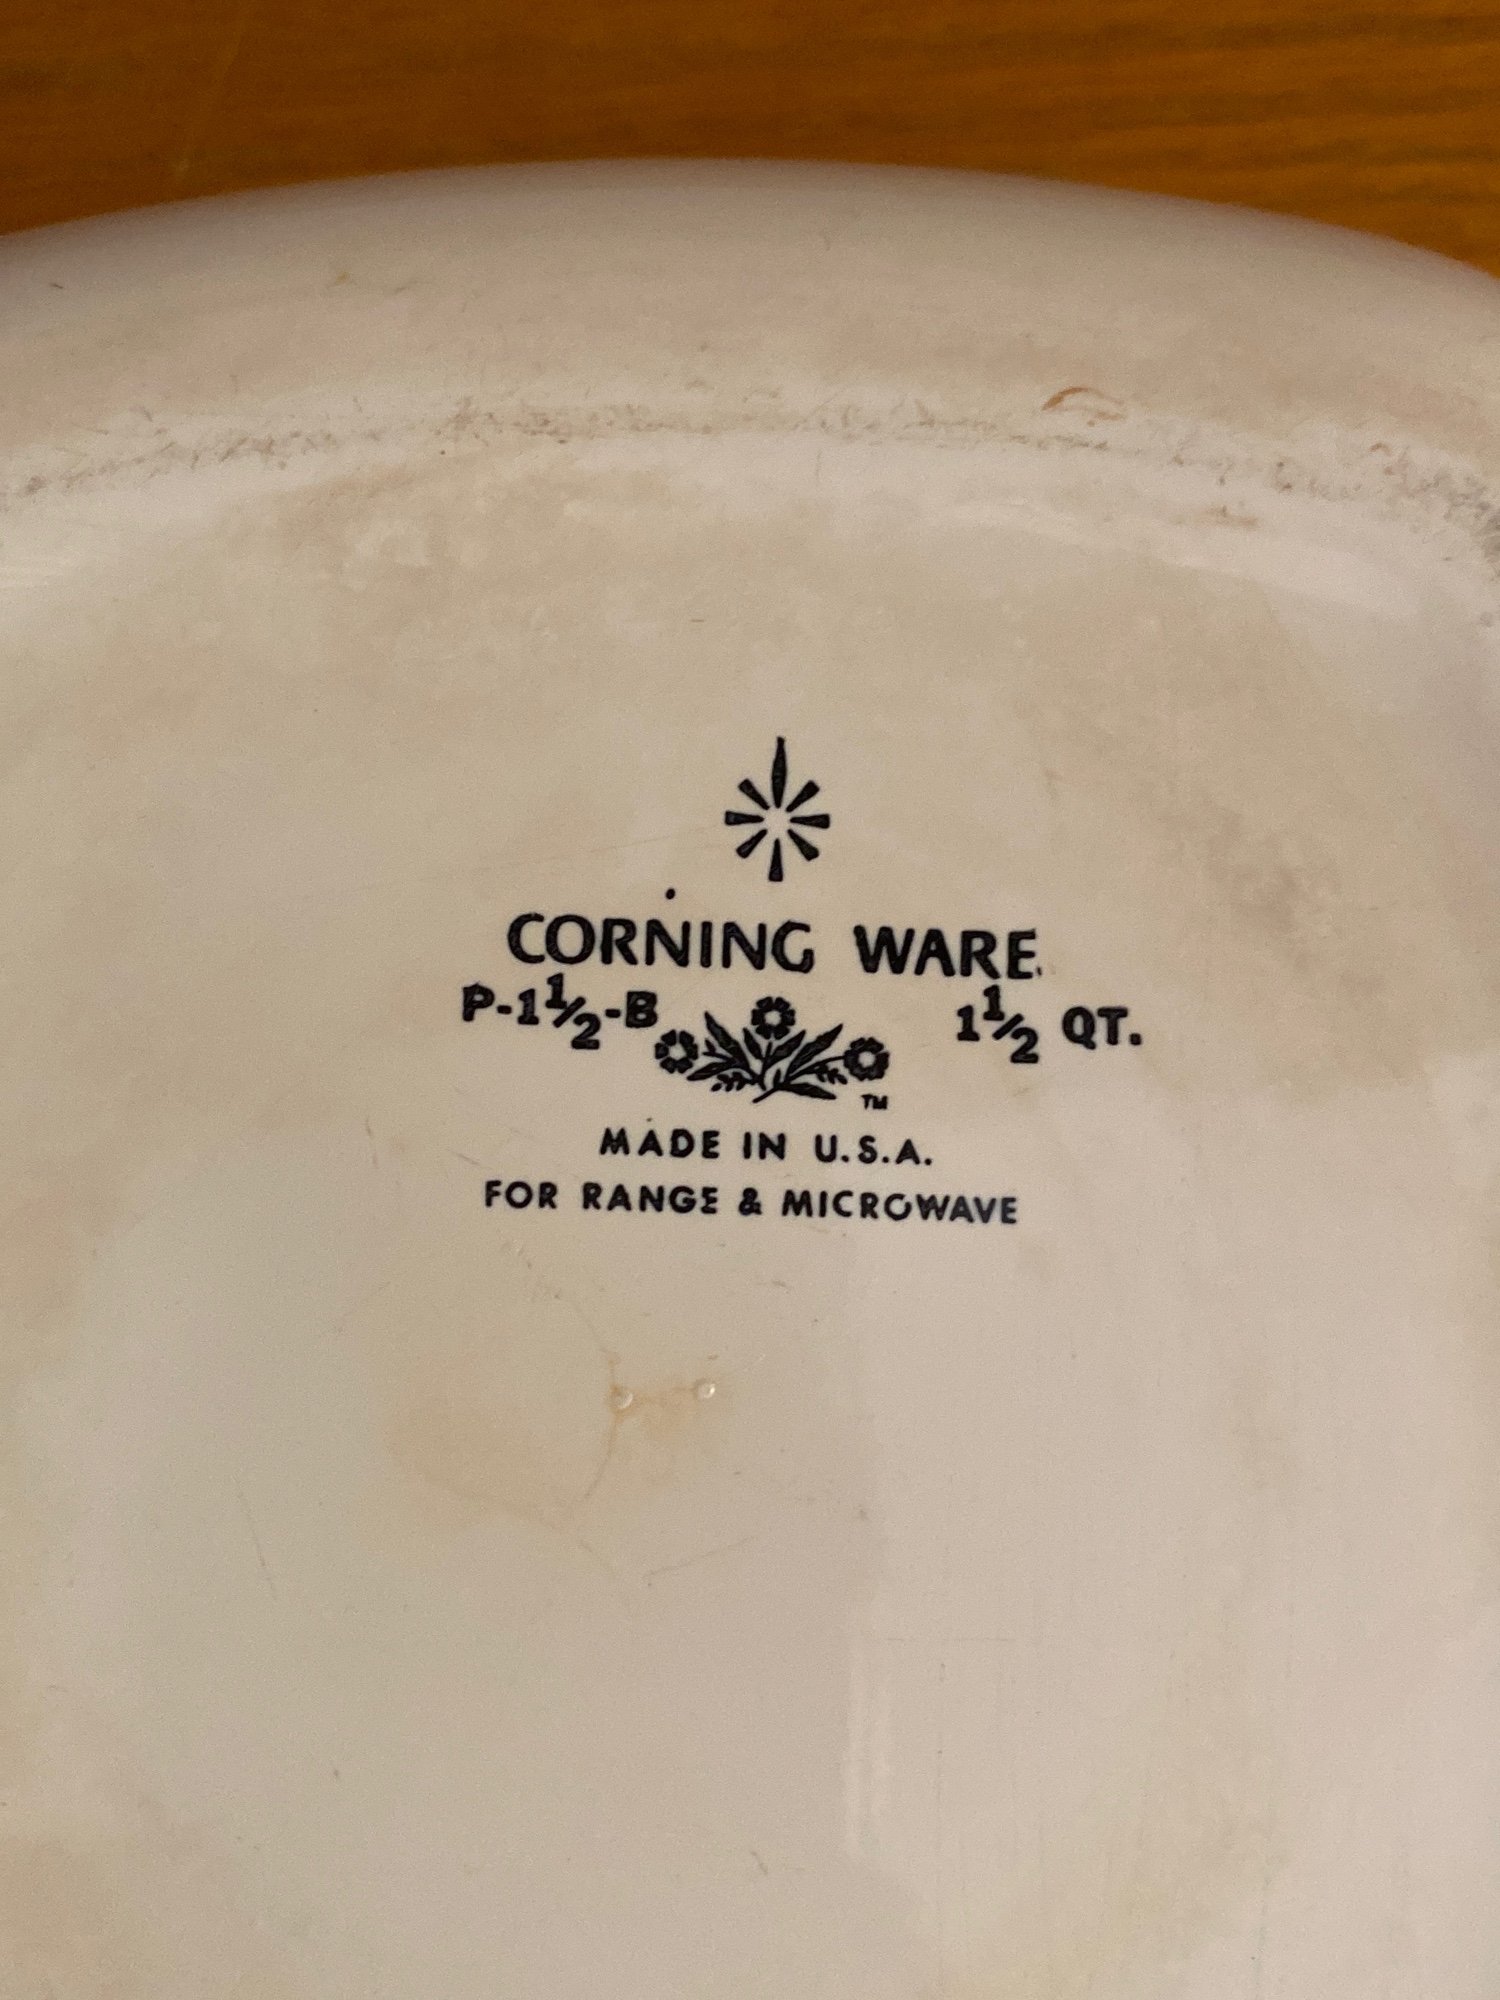 CORNING WARE
P-1½-B 1½ QT.
TM
MADE IN U.S.A.
FOR RANGE & MICROWAVE